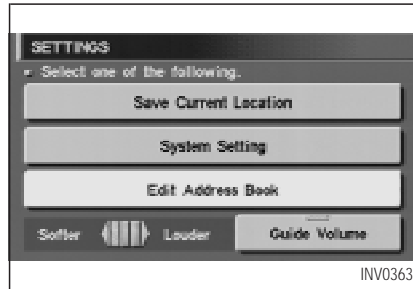 SETTINGS
Select one of the following.
Save Current Location
System Setting
Edit Address Book
Softer Louder Guide Volume
INV0363